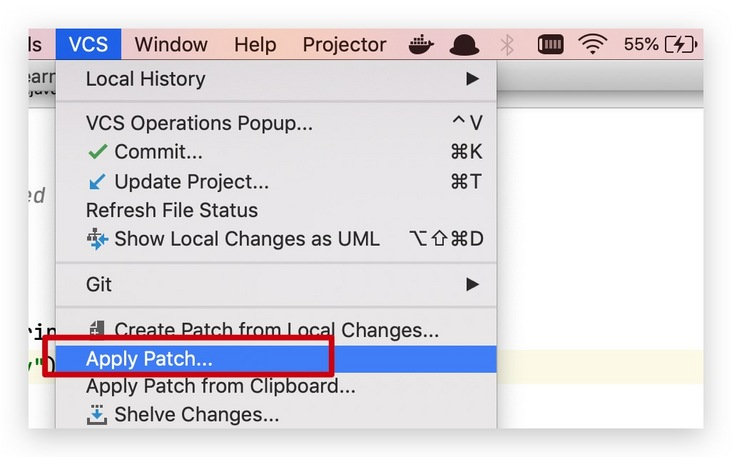 ls VCS Window Help Projector 55%
earn
java
Local History
VCS Operations Popup... ^V
Commit... ⌘K
ed
Update Project... ⌘T
Refresh File Status
Show Local Changes as UML ⌥⇧⌘D
Git
rin
Create Patch from Local Changes...
y")
Apply Patch...
Apply Patch from Clipboard...
Shelve Changes...